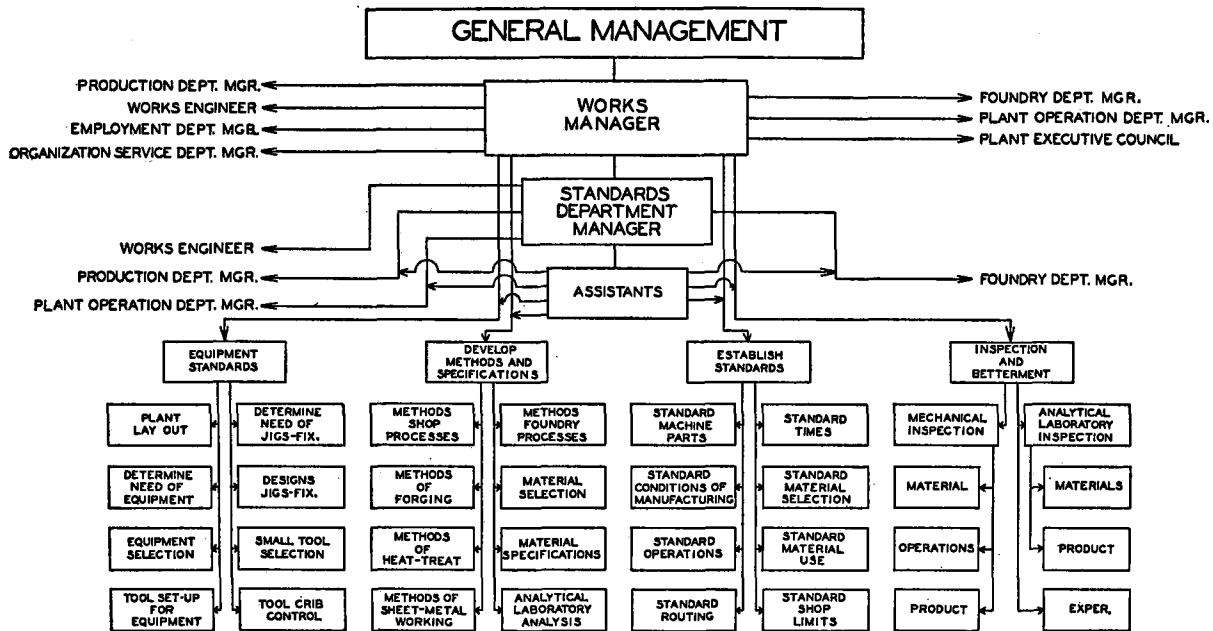 GENERAL MANAGEMENT
PRODUCTION DEPT. MGR.
WORKS ENGINEER
EMPLOYMENT DEPT MGR.
ORGANIZATION SERVICE DEPT. MGR.
WORKS
MANAGER
FOUNDRY DEPT. MGR.
PLANT OPERATION DEPT. MGR.
PLANT EXECUTIVE COUNCIL
STANDARDS
DEPARTMENT
MANAGER
WORKS ENGINEER
PRODUCTION DEPT. MGR.
PLANT OPERATION DEPT. MGR.
ASSISTANTS
FOUNDRY DEPT. MGR.
EQUIPMENT
STANDARDS
PLANT
LAY OUT
DETERMINE
NEED OF
JIGS-FIX.
DETERMINE
NEED OF
EQUIPMENT
DESIGNS
JIGS-FIX.
EQUIPMENT
SELECTION
SMALL TOOL
SELECTION
TOOL SET-UP
FOR
EQUIPMENT
TOOL CRIB
CONTROL
DEVELOP
METHODS AND
SPECIFICATIONS
METHODS
SHOP
PROCESSES
METHODS
FOUNDRY
PROCESSES
METHODS
OF
FORGING
MATERIAL
SELECTION
METHODS
OF
HEAT-TREAT
MATERIAL
SPECIFICATIONS
METHODS OF
SHEET-METAL
WORKING
ANALYTICAL
LABORATORY
ANALYSIS
ESTABLISH
STANDARDS
STANDARD
MACHINE
PARTS
STANDARD
TIMES
STANDARD
CONDITIONS OF
MANUFACTURING
STANDARD
MATERIAL
SELECTION
STANDARD
OPERATIONS
STANDARD
MATERIAL
USE
STANDARD
ROUTING
STANDARD
SHOP
LIMITS
INSPECTION
AND
BETTERMENT
MECHANICAL
INSPECTION
ANALYTICAL
LABORATORY
INSPECTION
MATERIAL
MATERIALS
OPERATIONS
PRODUCT
PRODUCT
EXPER.